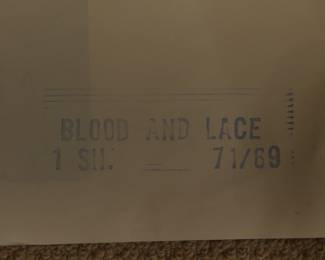 BLOOD AND LACE
1 SH. 71/69